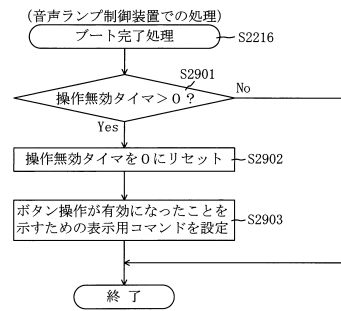 (音声ランプ制御装置での処理)
ブート完了処理
S2216
S2901
操作無効タイマ>0?
No
Yes
操作無効タイマを0にリセット
S2902
ボタン操作が有効になったことを
示すための表示用コマンドを設定
S2903
終 了